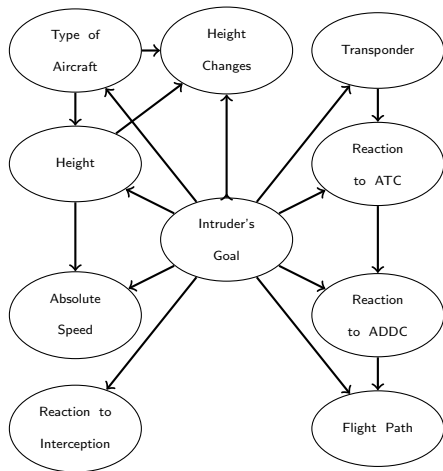 Type of
Aircraft
Height
Changes
Transponder
Height
Reaction
to ATC
Intruder's
Goal
Absolute
Speed
Reaction
to ADDC
Reaction to
Interception
Flight Path